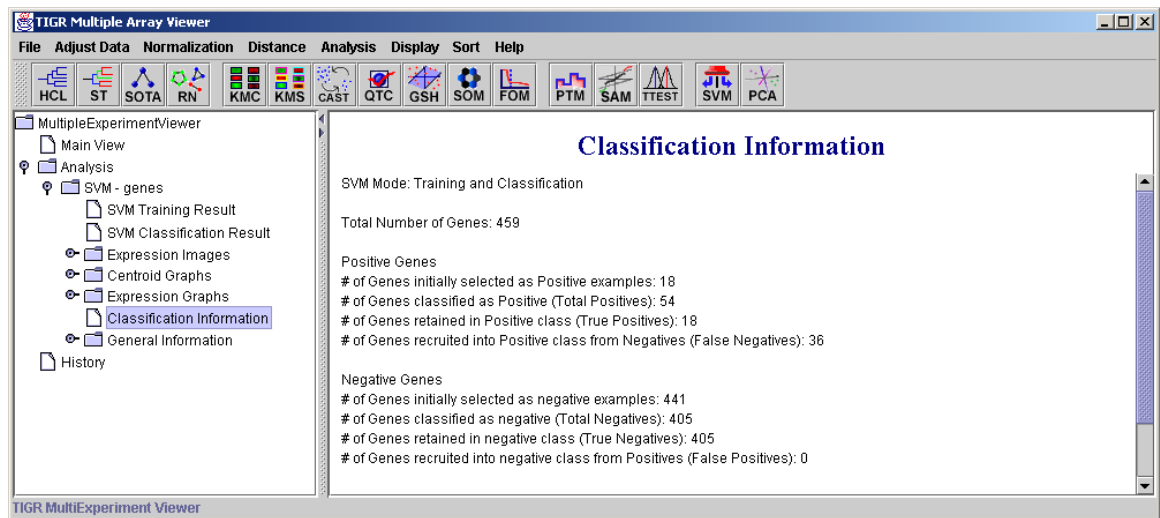 TIGR Multiple Array Viewer
File Adjust Data Normalization Distance Analysis Display Sort Help
HCL ST SOTA RN KMC KMS CAST QTC GSH SOM FOM PTM SAM TTEST SVM PCA
MultipleExperimentViewer
Main View
Analysis
SVM - genes
SVM Training Result
SVM Classification Result
Expression Images
Centroid Graphs
Expression Graphs
Classification Information
General Information
History
Classification Information
SVM Mode: Training and Classification
Total Number of Genes: 459
Positive Genes
# of Genes initially selected as Positive examples: 18
# of Genes classified as Positive (Total Positives): 54
# of Genes retained in Positive class (True Positives): 18
# of Genes recruited into Positive class from Negatives (False Negatives): 36
Negative Genes
# of Genes initially selected as negative examples: 441
# of Genes classified as negative (Total Negatives): 405
# of Genes retained in negative class (True Negatives): 405
# of Genes recruited into negative class from Positives (False Positives): 0
TIGR MultiExperiment Viewer